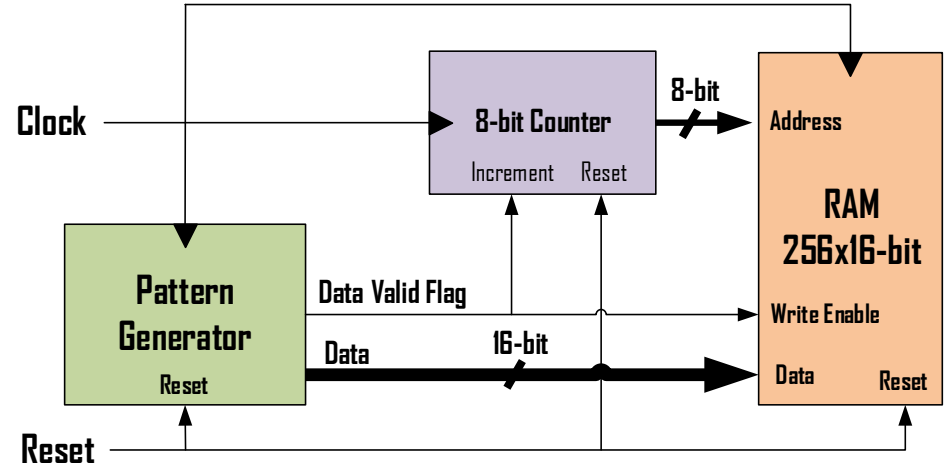 8-bit
Clock
8-bit Counter
Address
Increment
Reset
RAM
256x16-bit
Pattern
Generator
Data Valid Flag
Write Enable
16-bit
Data
Data
Reset
Reset
Reset